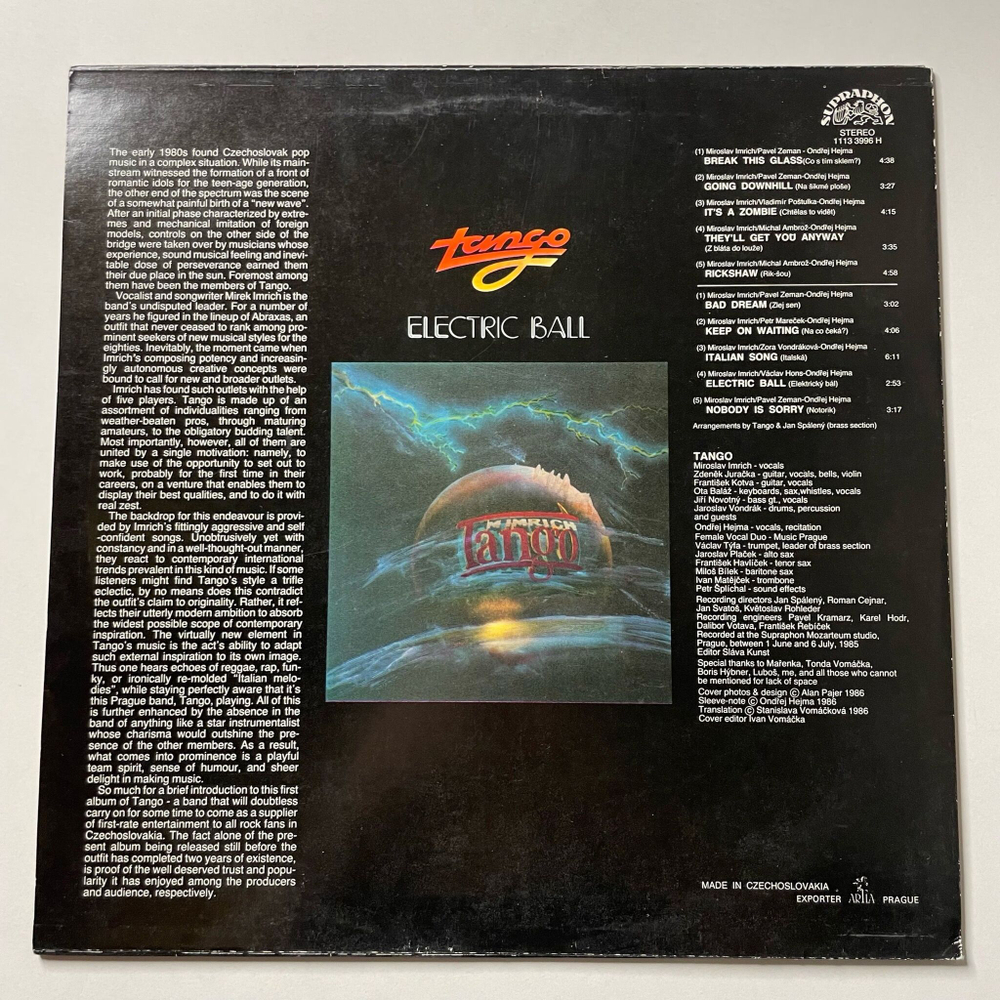 The early 1980s found Czechoslovak pop
music in a complex situation. While its main-
stream witnessed the formation of a front of
romantic idols for the teen-age generation,
the other end of the spectrum was the scene
of a somewhat painful birth of a "new wave".
After an initial phase characterized by extre-
mes and mechanical imitation of foreign
models, controls on the other side of the
bridge were taken over by musicians whose
experience, sound musical feeling and inevi-
table dose of perseverance earned them
their due place in the sun. Foremost among
them have been the members of Tango.
Vocalist and songwriter Mirek Imrich is the
band's undisputed leader. For a number of
years he figured in the lineup of Abraxas, an
outfit that never ceased to rank among pro-
minent seekers of new musical styles for the
eighties. Inevitably, the moment came when
Imrich's composing potency and increasin-
gly autonomous creative concepts were
bound to call for new and broader outlets.
Imrich has found such outlets with the help
of five players. Tango is made up of an
assortment of individualities ranging from
weather-beaten pros, through maturing
amateurs, to the obligatory budding talent.
Most importantly, however, all of them are
united by a single motivation: namely, to
make use of the opportunity to set out to
work, probably for the first time in their
careers, on a venture that enables them to
display their best qualities, and to do it with
real zest.
The backdrop for this endeavour is provi-
ded by Imrich's fittingly aggressive and self
-confident songs. Unobtrusively yet with
constancy and in a well-thought-out manner,
they react to contemporary international
trends prevalent in this kind of music. If some
listeners might find Tango's style a trifle
eclectic, by no means does this contradict
the outfit's claim to originality. Rather, it ref-
lects their utterly modern ambition to absorb
the widest possible scope of contemporary
inspiration. The virtually new element in
Tango's music is the act's ability to adapt
such external inspiration to its own image.
Thus one hears echoes of reggae, rap, fun-
ky, or ironically re-molded "Italian melo-
dies", while staying perfectly aware that it's
this Prague band, Tango, playing. All of this
is further enhanced by the absence in the
band of anything like a star instrumentalist
whose charisma would outshine the pre-
sence of the other members. As a result,
what comes into prominence is a playful
team spirit, sense of humour, and sheer
delight in making music.
So much for a brief introduction to this first
album of Tango - a band that will doubtless
carry on for some time to come as a supplier
of first-rate entertainment to all rock fans in
Czechoslovakia. The fact alone of the pre-
sent album being released still before the
outfit has completed two years of existence,
is proof of the well deserved trust and popu-
larity it has enjoyed among the producers
and audience, respectively.
tango
ELECTRIC BALL
M.IMRICH
Tango
SUPRAPHON
STEREO
1113 3996 H
(1) Miroslav Imrich/Pavel Zeman - Ondřej Hejma
BREAK THIS GLASS (Co s tím sklem?) 4:38
(2) Miroslav Imrich/Pavel Zeman-Ondřej Hejma
GOING DOWNHILL (Na šikmé ploše) 3:27
(3) Miroslav Imrich/Vladimír Poštulka-Ondřej Hejma
IT'S A ZOMBIE (Chtělas to vidět) 4:15
(4) Miroslav Imrich/Michal Ambrož-Ondřej Hejma
THEY'LL GET YOU ANYWAY
(Z bláta do louže) 3:35
(5) Miroslav Imrich/Michal Ambrož-Ondřej Hejma
RICKSHAW (Rik-šou) 4:58
(1) Miroslav Imrich/Pavel Zeman-Ondřej Hejma
BAD DREAM (Zlej sen) 3:02
(2) Miroslav Imrich/Petr Mareček-Ondřej Hejma
KEEP ON WAITING (Na co čeká?) 4:06
(3) Miroslav Imrich/Zora Vondráková-Ondřej Hejma
ITALIAN SONG (Italská) 6:11
(4) Miroslav Imrich/Václav Hons-Ondřej Hejma
ELECTRIC BALL (Elektrický bál) 2:53
(5) Miroslav Imrich/Pavel Zeman-Ondřej Hejma
NOBODY IS SORRY (Notorik) 3:17
Arrangements by Tango & Jan Spálený (brass section)
TANGO
Miroslav Imrich - vocals
Zdeněk Juračka - guitar, vocals, bells, violin
František Kotva - guitar, vocals
Ota Baláž - keyboards, sax,whistles, vocals
Jiří Novotný - bass gt., vocals
Jaroslav Vondrák - drums, percussion
and guests
Ondřej Hejma - vocals, recitation
Female Vocal Duo - Music Prague
Václav Týfa - trumpet, leader of brass section
Jaroslav Ptáček - alto sax
František Havlíček - tenor sax
Miloš Bílek - baritone sax
Ivan Matějček - trombone
Petr Šplíchal - sound effects
Recording directors Jan Spálený, Roman Cejnar,
Jan Svatoš, Květoslav Rohleder
Recording engineers Pavel Kramarz, Karel Hodr,
Dalibor Votava, František Řebíček
Recorded at the Supraphon Mozarteum studio,
Prague, between 1 June and 6 July, 1985
Editor Sláva Kunst
Special thanks to Mařenka, Tonda Vomáčka,
Boris Hýbner, Luboš, me, and all those who cannot
be mentioned for lack of space
Cover photos & design © Alan Pajer 1986
Sleeve-note © Ondřej Hejma 1986
Translation © Stanislava Vomáčková 1986
Cover editor Ivan Vomáčka
MADE IN CZECHOSLOVAKIA
EXPORTER ARTIA PRAGUE